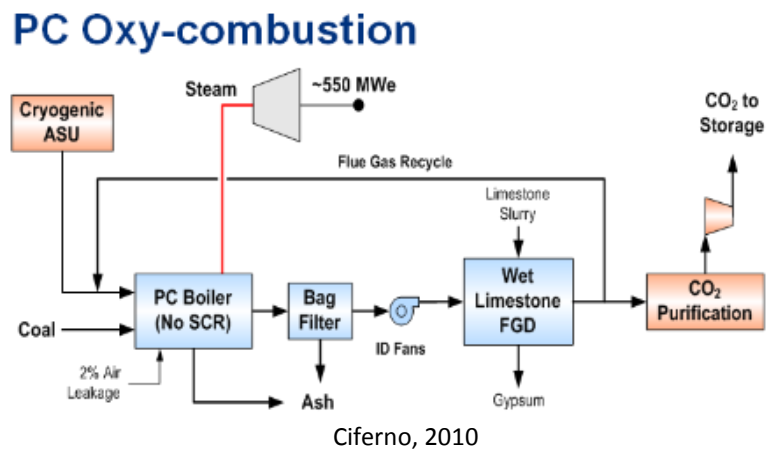 PC Oxy-combustion
Cryogenic
ASU
Steam
~550 MWe
CO₂ to
Storage
Flue Gas Recycle
Limestone
Slurry
PC Boiler
(No SCR)
Bag
Filter
Wet
Limestone
FGD
CO₂
Purification
Coal
ID Fans
2% Air
Leakage
Ash
Gypsum
Ciferno, 2010